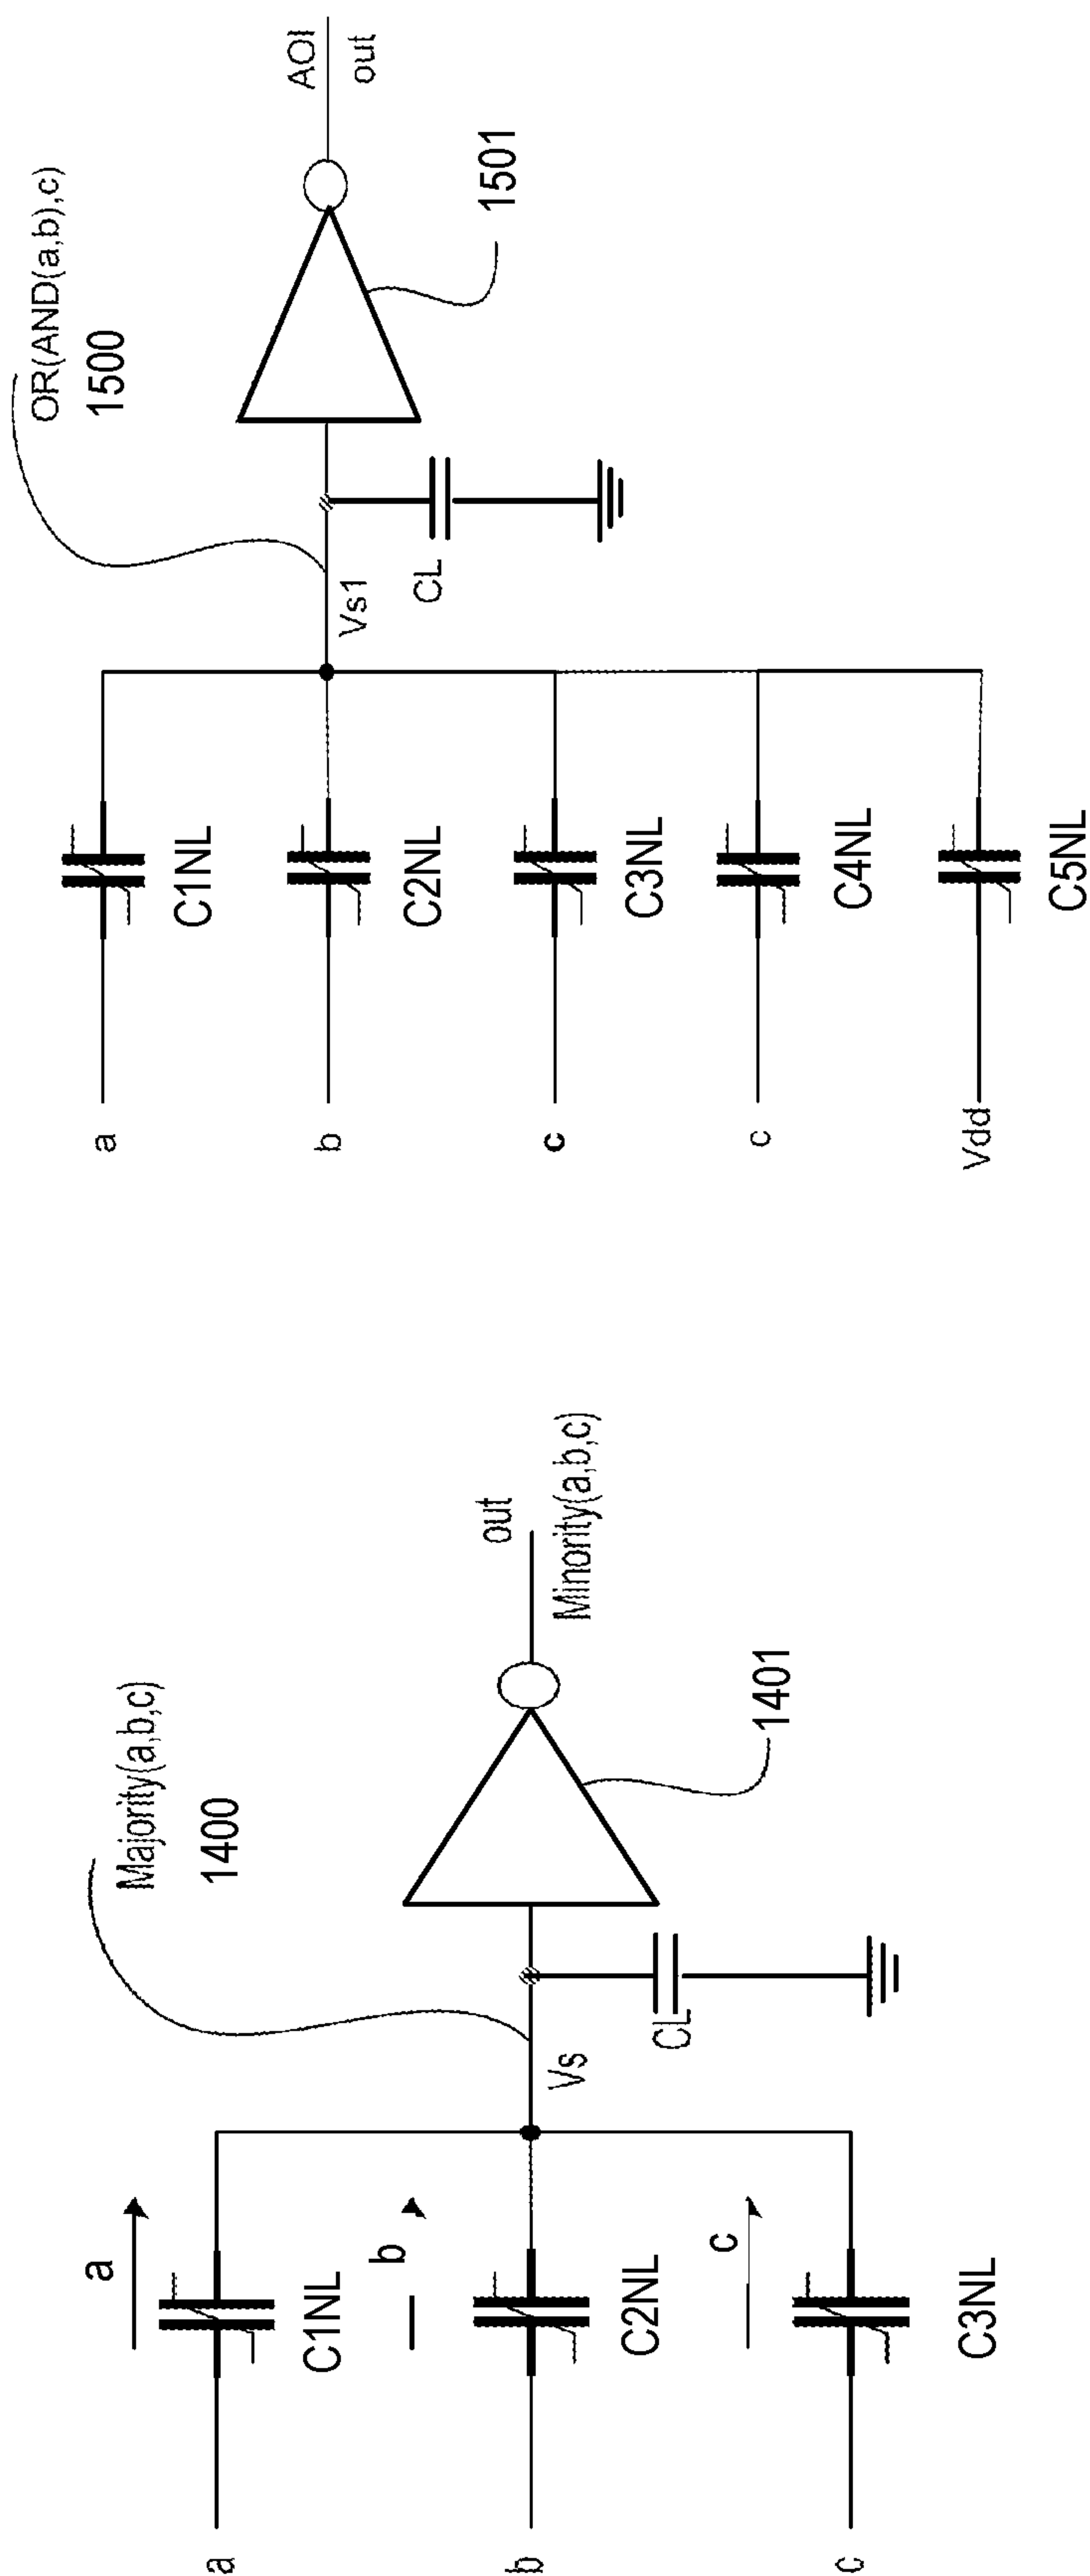 a
b
c
a
b
c
C1NL
C2NL
C3NL
Vs
CL
Majority(a,b,c)
1400
1401
out
Minority(a,b,c)
a
b
c
c
Vdd
C1NL
C2NL
C3NL
C4NL
C5NL
Vs1
CL
OR(AND(a,b),c)
1500
1501
AOI
out